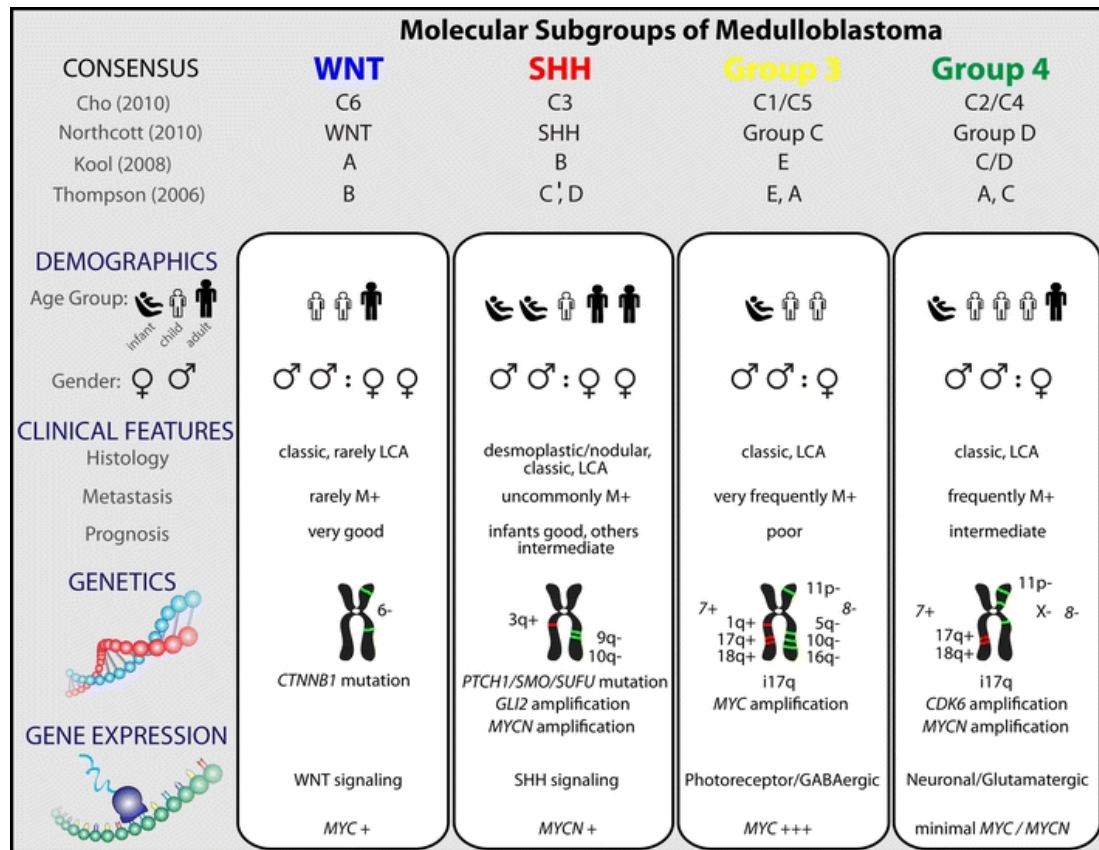 Molecular Subgroups of Medulloblastoma
CONSENSUS WNT SHH Group 3 Group 4
Cho (2010) C6 C3 C1/C5 C2/C4
Northcott (2010) WNT SHH Group C Group D
Kool (2008) A B E C/D
Thompson (2006) B C¦, D E, A A, C
DEMOGRAPHICS
Age Group:
infant child adult
Gender: ♀ ♂ ♂ ♂ : ♀ ♀ ♂ ♂ : ♀ ♀ ♂ ♂ : ♀ ♂ ♂ : ♀
CLINICAL FEATURES
Histology classic, rarely LCA desmoplastic/nodular, classic, LCA classic, LCA
classic, LCA
Metastasis rarely M+ uncommonly M+ very frequently M+ frequently M+
Prognosis very good infants good, others poor intermediate
intermediate
GENETICS
6-
3q+
9q-
10q-
11p-
7+ 8-
1q+ 5q-
17q+ 10q-
18q+ 16q-
11p-
7+ X- 8-
17q+
18q+
i17q i17q
CTNNB1 mutation PTCH1/SMO/SUFU mutation MYC amplification CDK6 amplification
GLI2 amplification MYCN amplification
MYCN amplification
GENE EXPRESSION
WNT signaling SHH signaling Photoreceptor/GABAergic Neuronal/Glutamatergic
MYC + MYCN + MYC +++ minimal MYC / MYCN